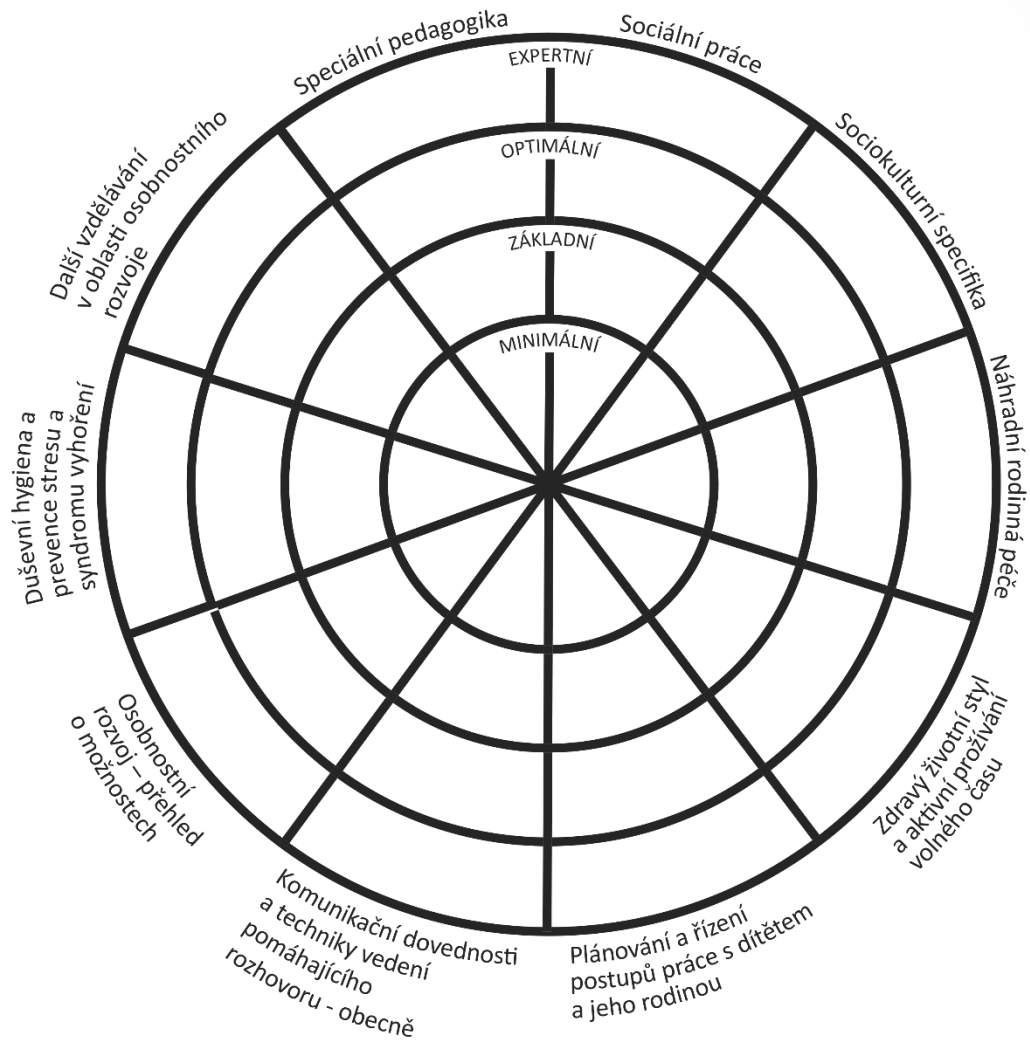 Speciální pedagogika
Sociální práce
Sociokulturní specifika
Náhradní rodinná péče
Zdravý životní styl
a aktivní prožívání
volného času
Plánování a řízení
postupů práce s dítětem
a jeho rodinou
Komunikační dovednosti
a techniky vedení
pomáhajícího
rozhovoru - obecně
Osobnostní
rozvoj – přehled
o možnostech
Duševní hygiena a
prevence stresu a
syndromu vyhoření
Další vzdělávání
v oblasti osobnostního
rozvoje
EXPERTNÍ
OPTIMÁLNÍ
ZÁKLADNÍ
MINIMÁLNÍ